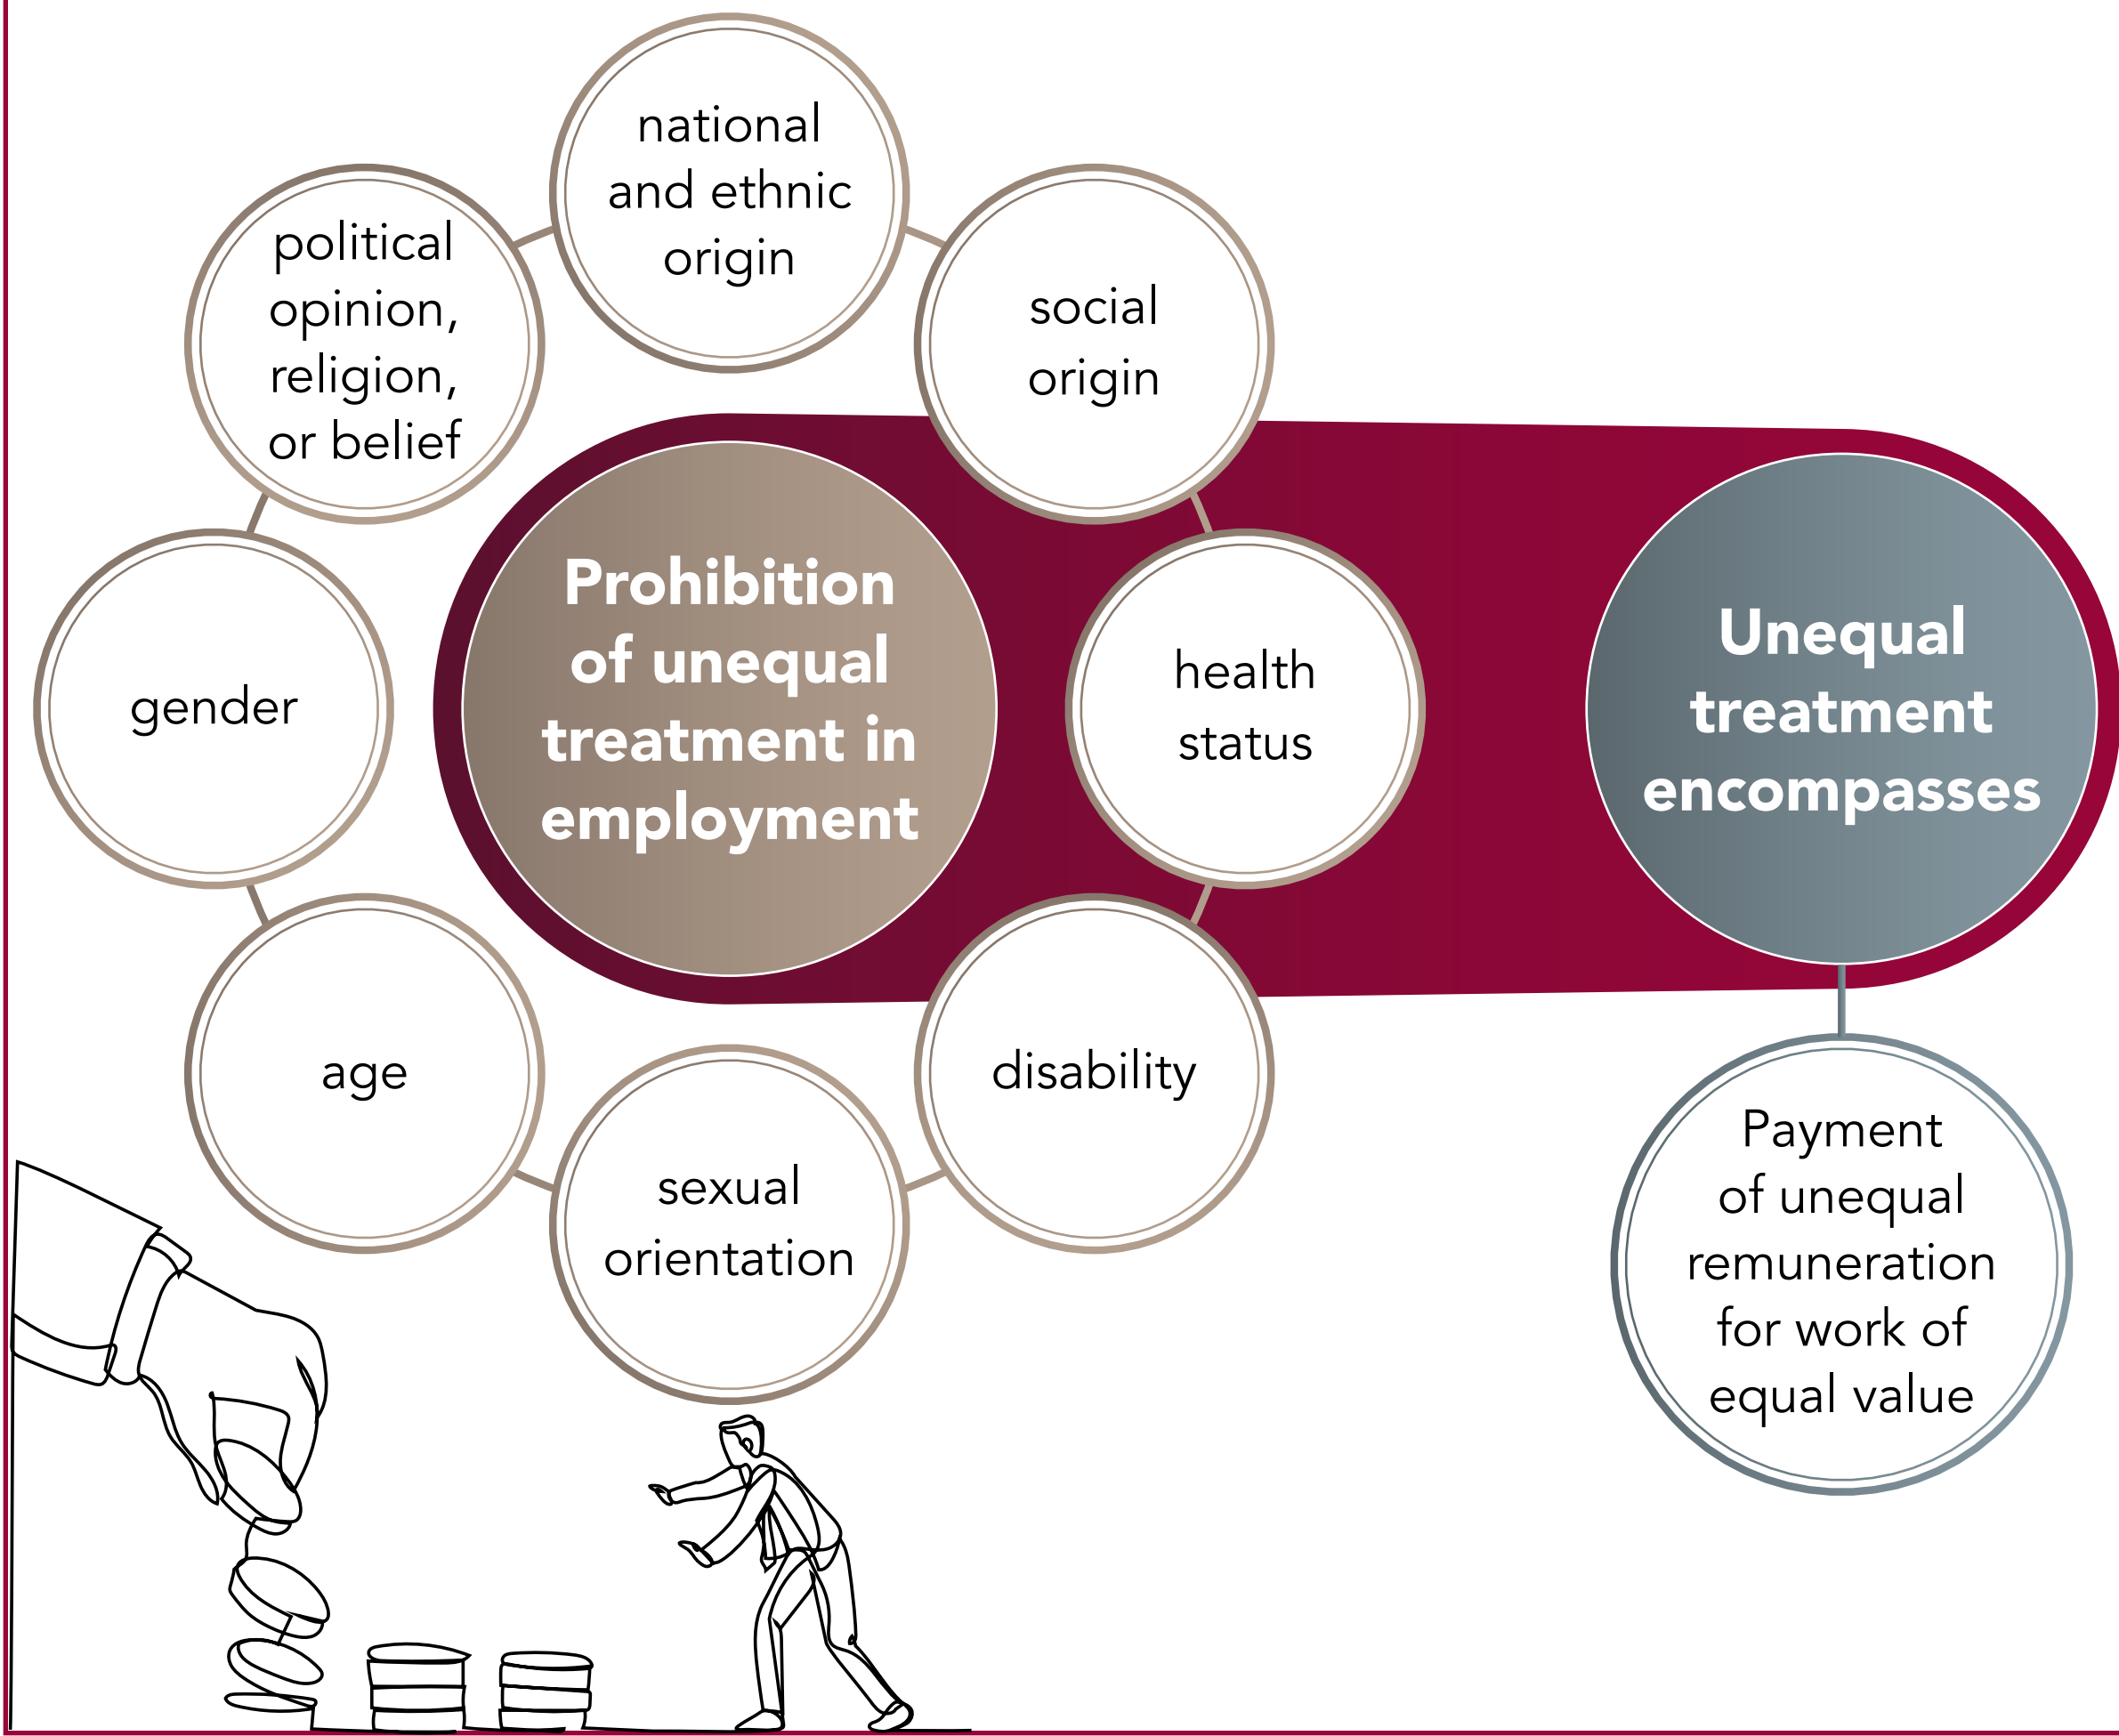 national
and ethnic
origin
political
opinion,
religion,
or belief
social
origin
gender
Prohibition
of unequal
treatment in
employment
health
status
Unequal
treatment
encompasses
age
disability
sexual
orientation
Payment
of unequal
remuneration
for work of
equal value